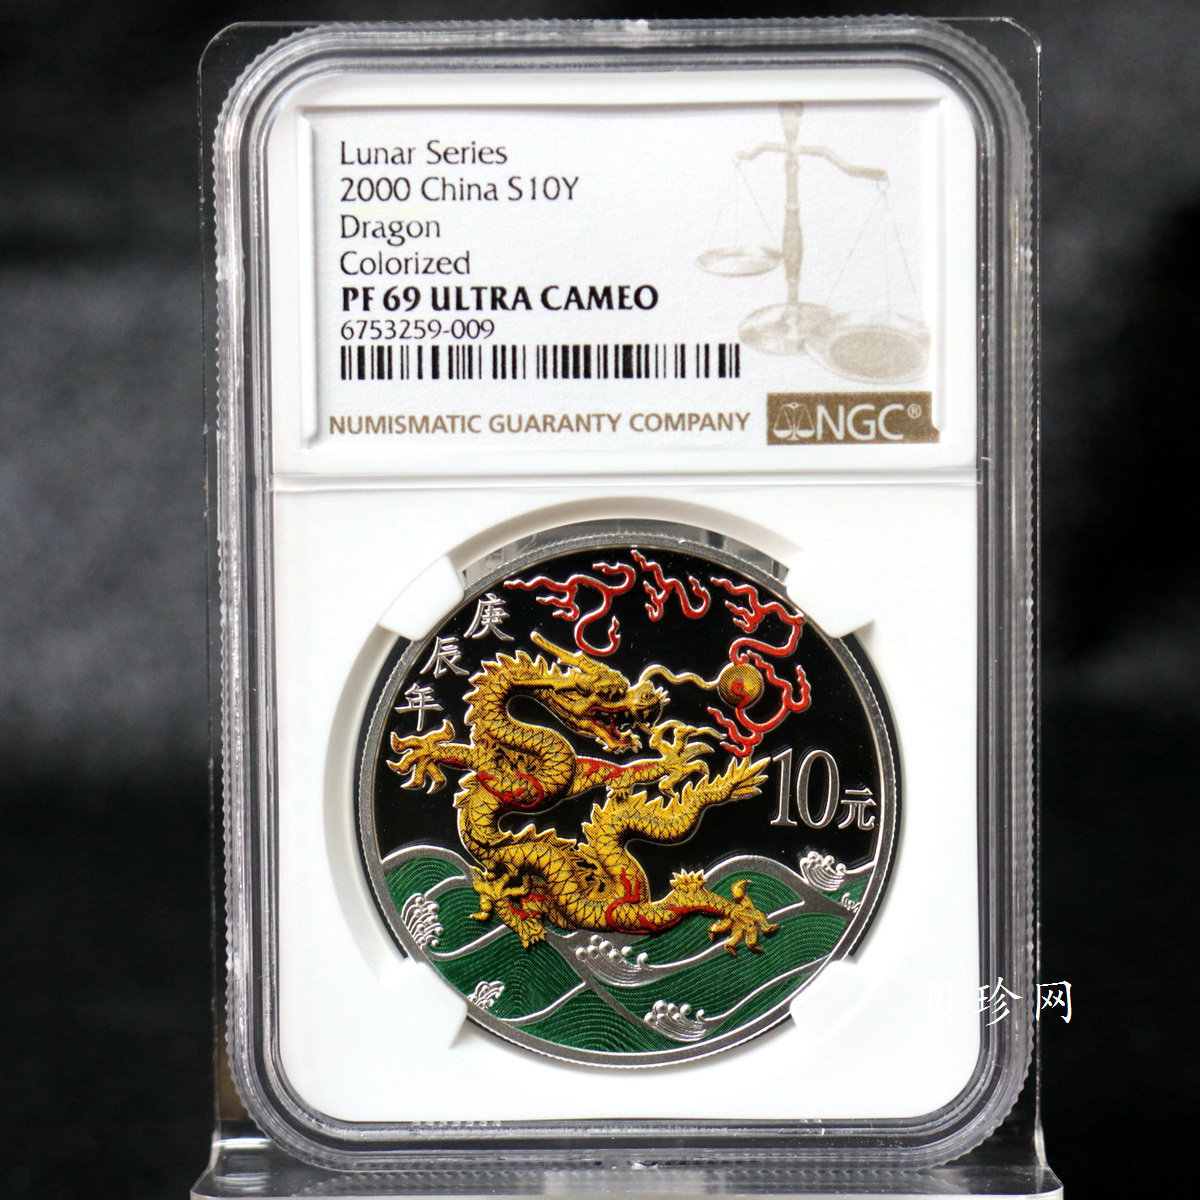 Lunar Series
2000 China S10Y
Dragon
Colorized
PF 69 ULTRA CAMEO
6753259-009
NUMISMATIC GUARANTY COMPANY
NGC®
庚辰年
10元
珍网